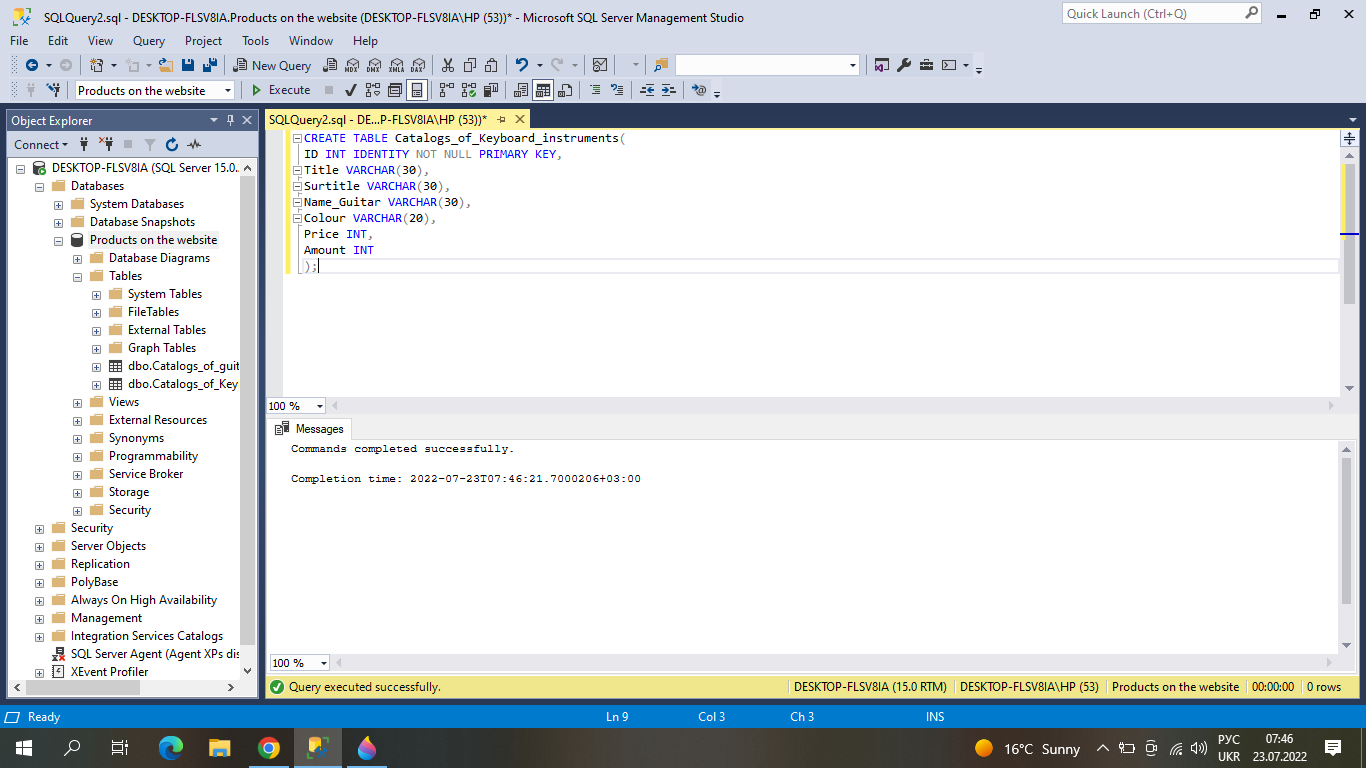 SQLQuery2.sql - DESKTOP-FLSV8IA.Products on the website (DESKTOP-FLSV8IA\HP (53))* - Microsoft SQL Server Management Studio
Quick Launch (Ctrl+Q)
File Edit View Query Project Tools Window Help
New Query MDX DMX XMLA DAX
Products on the website Execute
Object Explorer
Connect
DESKTOP-FLSV8IA (SQL Server 15.0.
Databases
System Databases
Database Snapshots
Products on the website
Database Diagrams
Tables
System Tables
FileTables
External Tables
Graph Tables
dbo.Catalogs_of_guit
dbo.Catalogs_of_Key
Views
External Resources
Synonyms
Programmability
Service Broker
Storage
Security
Security
Server Objects
Replication
PolyBase
Always On High Availability
Management
Integration Services Catalogs
SQL Server Agent (Agent XPs dis
XEvent Profiler
SQLQuery2.sql - DE...P-FLSV8IA\HP (53))*
CREATE TABLE Catalogs_of_Keyboard_instruments(
ID INT IDENTITY NOT NULL PRIMARY KEY,
Title VARCHAR(30),
Surtitle VARCHAR(30),
Name_Guitar VARCHAR(30),
Colour VARCHAR(20),
Price INT,
Amount INT
);
100 %
Messages
Commands completed successfully.
Completion time: 2022-07-23T07:46:21.7000206+03:00
100 %
Query executed successfully. DESKTOP-FLSV8IA (15.0 RTM) DESKTOP-FLSV8IA\HP (53) Products on the website 00:00:00 0 rows
Ready Ln 9 Col 3 Ch 3 INS
16°C Sunny
РУС
UKR
07:46
23.07.2022